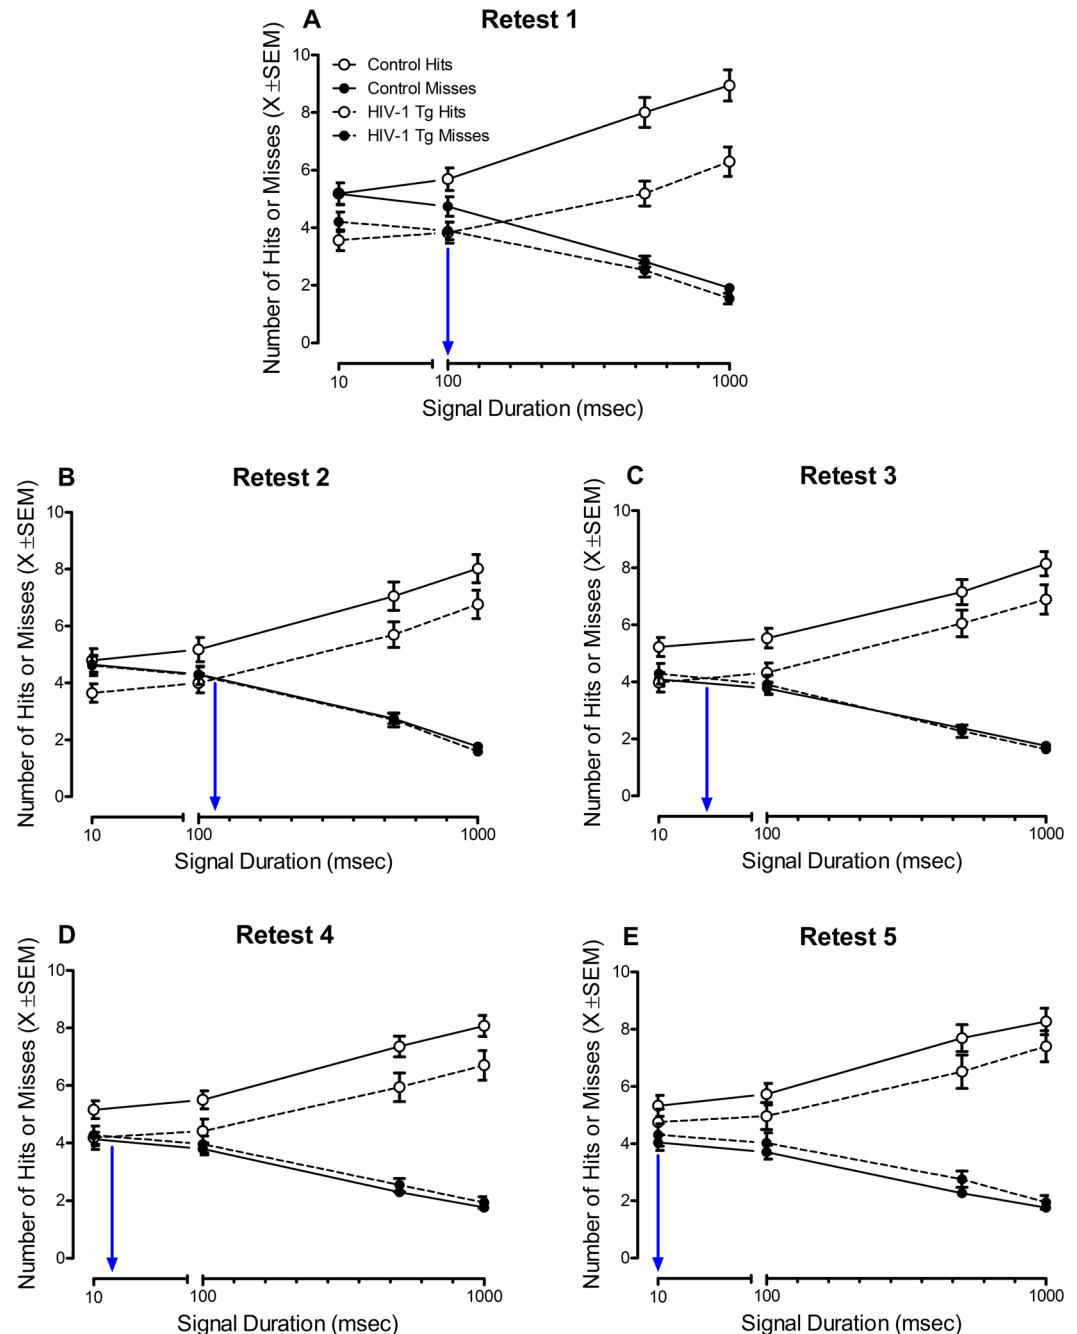 A
Retest 1
Number of Hits or Misses (X ±SEM)
10
8
6
4
2
0
Control Hits
Control Misses
HIV-1 Tg Hits
HIV-1 Tg Misses
10
100
1000
Signal Duration (msec)
B
Retest 2
Number of Hits or Misses (X ±SEM)
10
8
6
4
2
0
10
100
1000
Signal Duration (msec)
C
Retest 3
Number of Hits or Misses (X ±SEM)
10
8
6
4
2
0
10
100
1000
Signal Duration (msec)
D
Retest 4
Number of Hits or Misses (X ±SEM)
10
8
6
4
2
0
10
100
1000
Signal Duration (msec)
E
Retest 5
Number of Hits or Misses (X ±SEM)
10
8
6
4
2
0
10
100
1000
Signal Duration (msec)